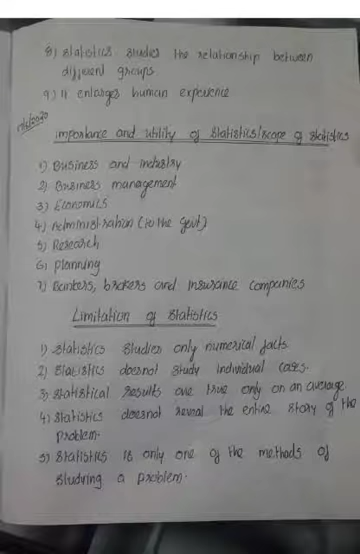 8) Statistics studies the relationship between
different groups
9) It enlarges human experience
Importance and utility of Statistics/scope of statistics
1) Business and industry
2) Business management
3) Economics
4) Administration (to the govt)
5) Research
6) planning
7) Bankers, brokers and Insurance companies
Limitation of Statistics
1) Statistics Studies only numerical facts.
2) Statistics doesnot study individual cases.
3) Statistical Results are true only on an average
4) Statistics doesnot reveal the entire story of the
Problem.
5) Statistics is only one of the methods of
studying a problem.